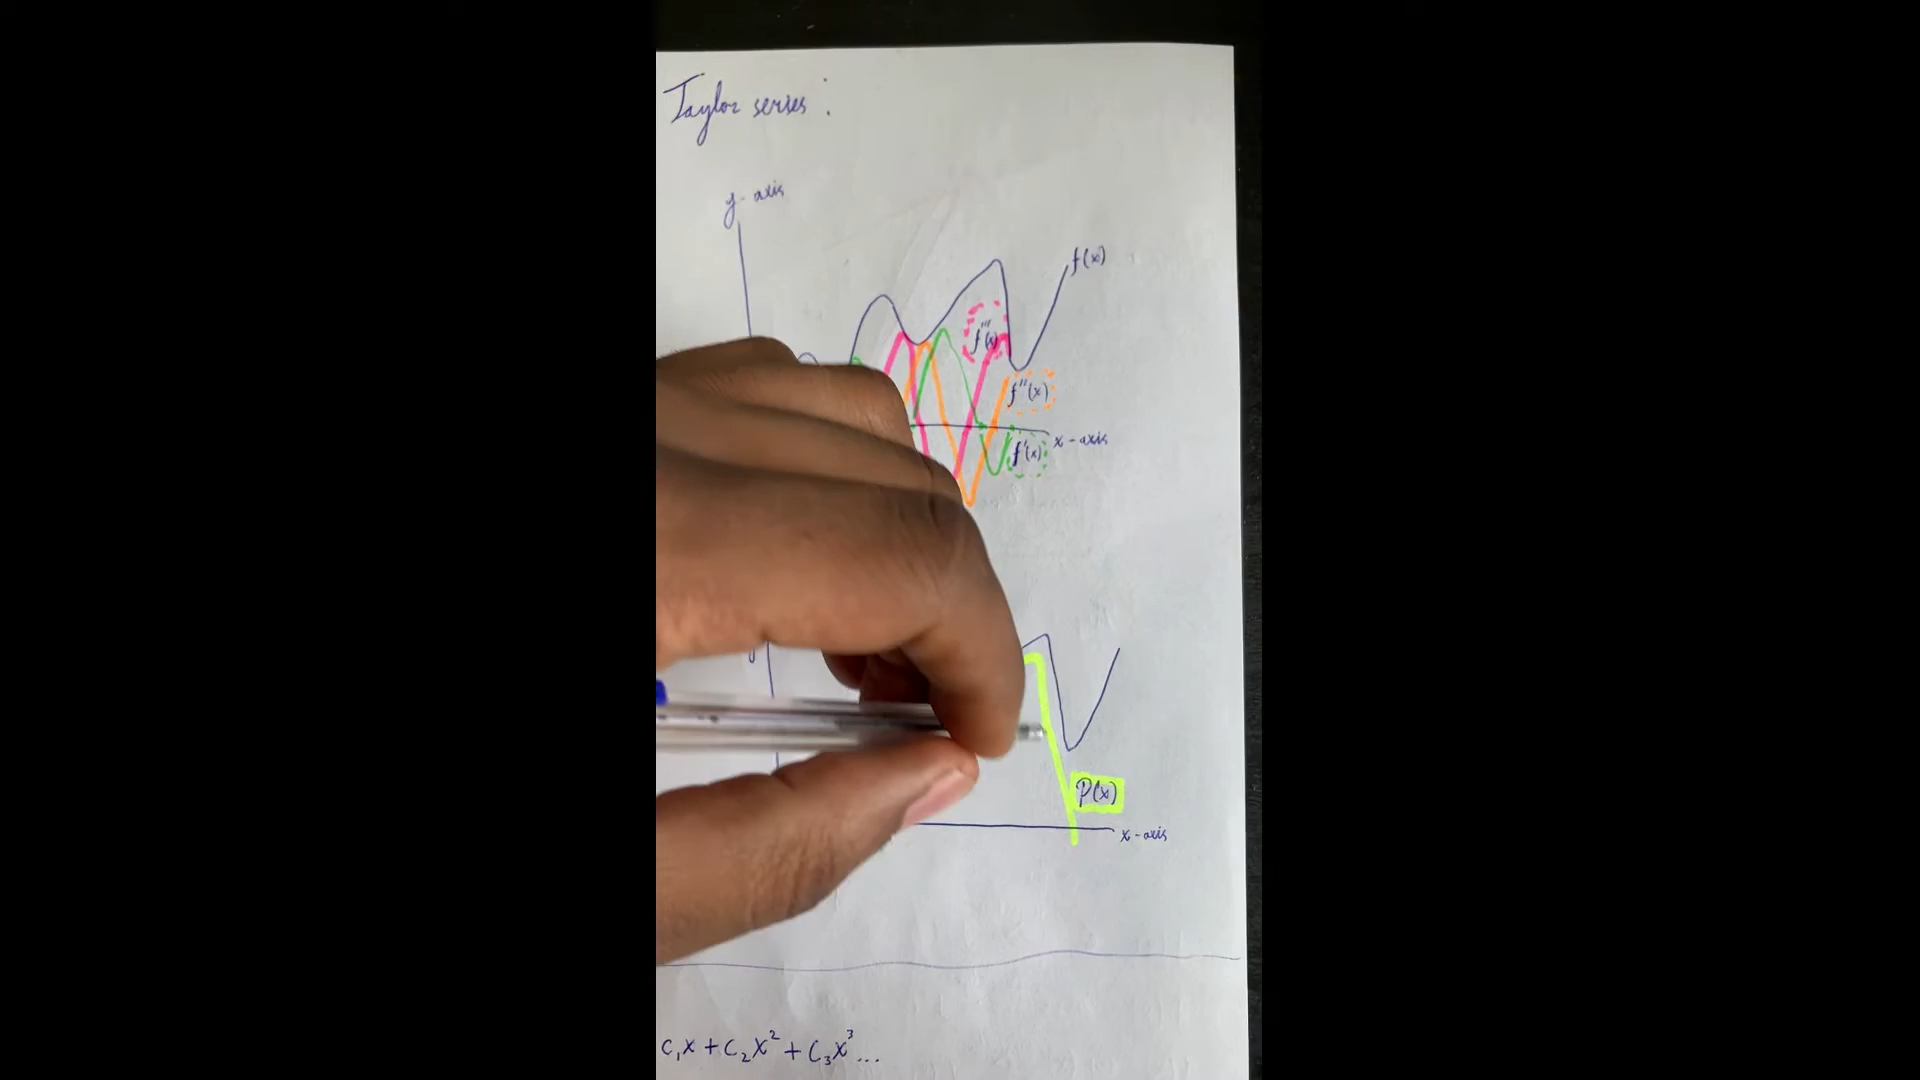 Taylor series :
y-axis
f(x)
f'''(x)
f''(x)
x-axis
f'(x)
P(x)
x-axis
c₁x + c₂x² + c₃x³...